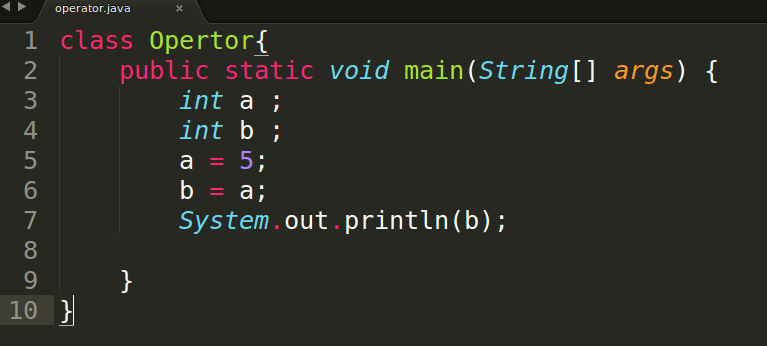 operator.java ×
1 class Opertor{
2     public static void main(String[] args) {
3         int a ;
4         int b ;
5         a = 5;
6         b = a;
7         System.out.println(b);
8
9     }
10 }